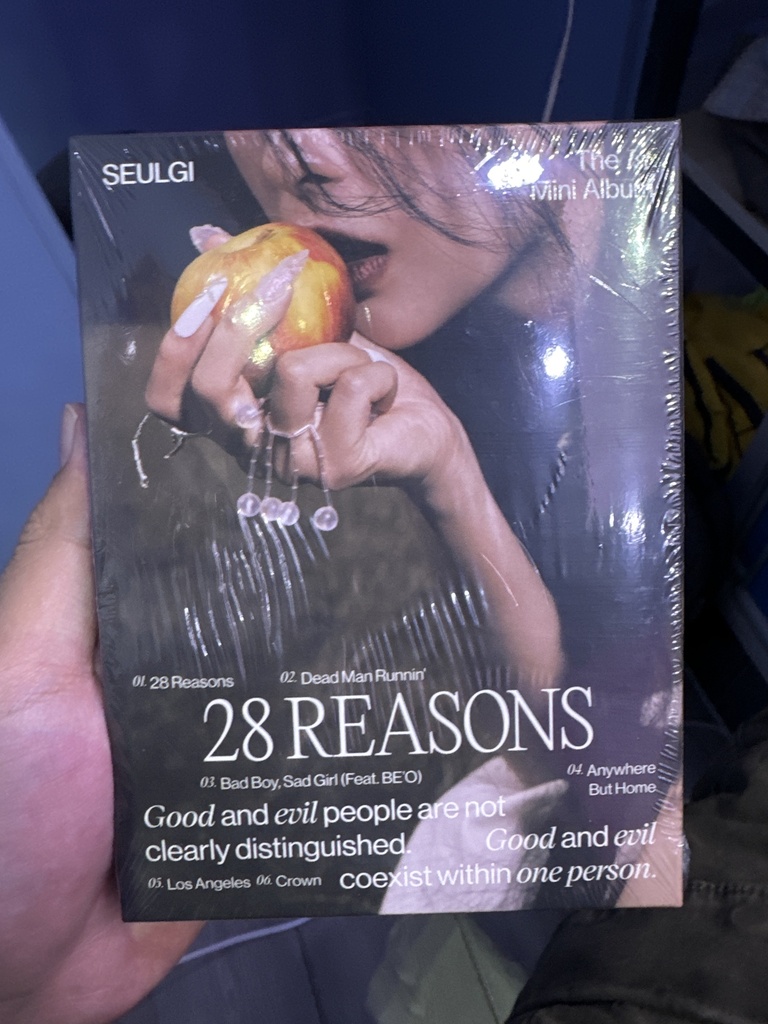 SEULGI
The
Mini Album
01. 28 Reasons
02. Dead Man Runnin'
28 REASONS
03. Bad Boy, Sad Girl (Feat. BE'O)
04. Anywhere
But Home
Good and evil people are not
clearly distinguished.
Good and evil
05. Los Angeles 06. Crown
coexist within one person.